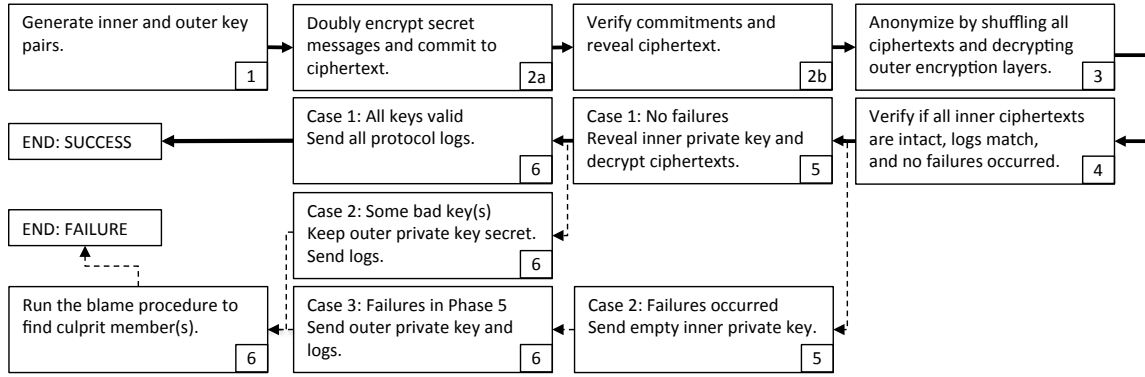 Generate inner and outer key
pairs.
1
Doubly encrypt secret
messages and commit to
ciphertext.
2a
Verify commitments and
reveal ciphertext.
2b
Anonymize by shuffling all
ciphertexts and decrypting
outer encryption layers.
3
Verify if all inner ciphertexts
are intact, logs match,
and no failures occurred.
4
Case 1: No failures
Reveal inner private key and
decrypt ciphertexts.
5
Case 1: All keys valid
Send all protocol logs.
6
END: SUCCESS
Case 2: Some bad key(s)
Keep outer private key secret.
Send logs.
6
END: FAILURE
Case 2: Failures occurred
Send empty inner private key.
5
Case 3: Failures in Phase 5
Send outer private key and
logs.
6
Run the blame procedure to
find culprit member(s).
6